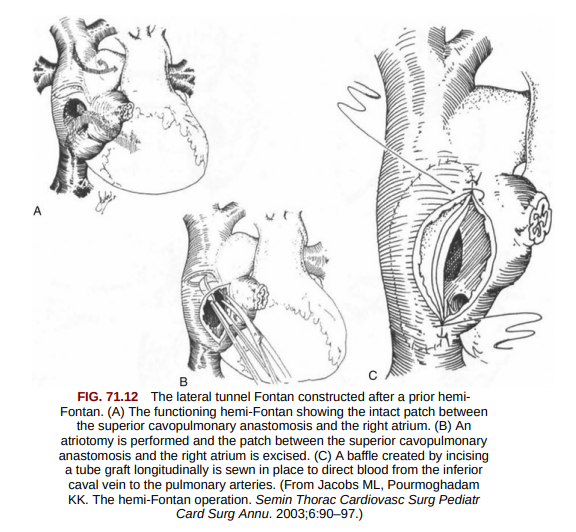 A
B
C
FIG. 71.12 The lateral tunnel Fontan constructed after a prior hemi-
Fontan. (A) The functioning hemi-Fontan showing the intact patch between
the superior cavopulmonary anastomosis and the right atrium. (B) An
atriotomy is performed and the patch between the superior cavopulmonary
anastomosis and the right atrium is excised. (C) A baffle created by incising
a tube graft longitudinally is sewn in place to direct blood from the inferior
caval vein to the pulmonary arteries. (From Jacobs ML, Pourmoghadam
KK. The hemi-Fontan operation. Semin Thorac Cardiovasc Surg Pediatr
Card Surg Annu. 2003;6:90–97.)